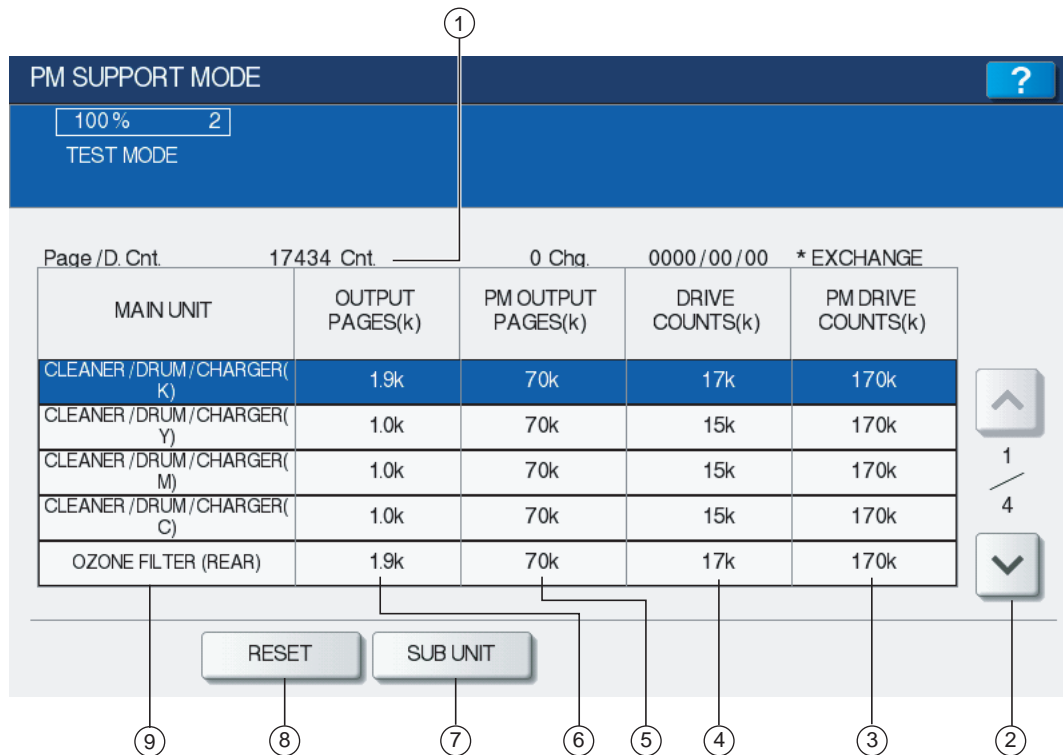 1
PM SUPPORT MODE ?
100% 2
TEST MODE
Page /D. Cnt. 17434 Cnt. 0 Chg. 0000/00/00 * EXCHANGE
MAIN UNIT OUTPUT PAGES(k) PM OUTPUT PAGES(k) DRIVE COUNTS(k) PM DRIVE COUNTS(k)
CLEANER /DRUM/CHARGER( K) 1.9k 70k 17k 170k
CLEANER /DRUM/CHARGER( Y) 1.0k 70k 15k 170k
CLEANER /DRUM/CHARGER( M) 1.0k 70k 15k 170k
CLEANER /DRUM/CHARGER( C) 1.0k 70k 15k 170k
OZONE FILTER (REAR) 1.9k 70k 17k 170k
1
4
RESET SUB UNIT
9 8 7 6 5 4 3 2